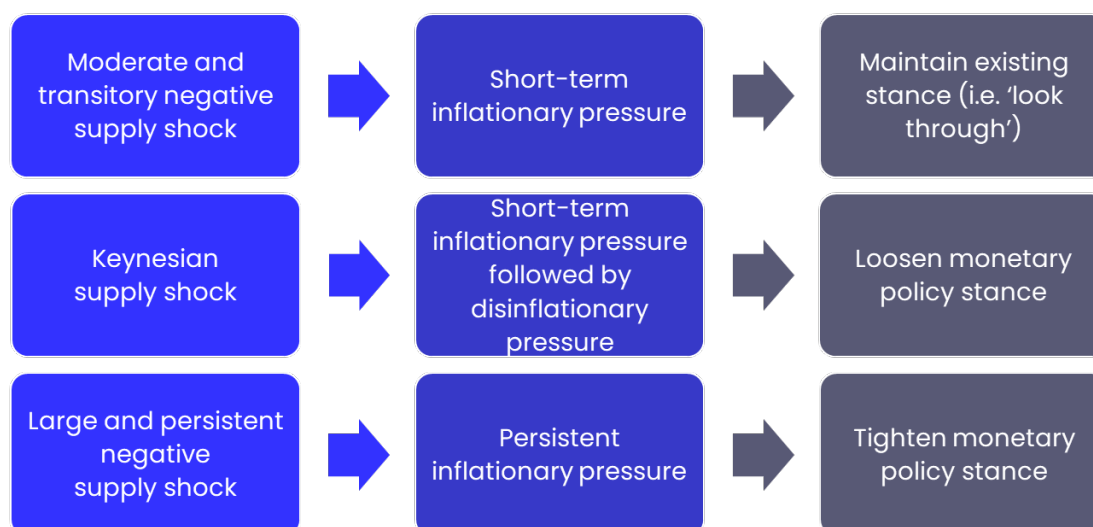 Moderate and
transitory negative
supply shock
Short-term
inflationary pressure
Maintain existing
stance (i.e. ‘look
through’)
Keynesian
supply shock
Short-term
inflationary pressure
followed by
disinflationary
pressure
Loosen monetary
policy stance
Large and persistent
negative
supply shock
Persistent
inflationary pressure
Tighten monetary
policy stance